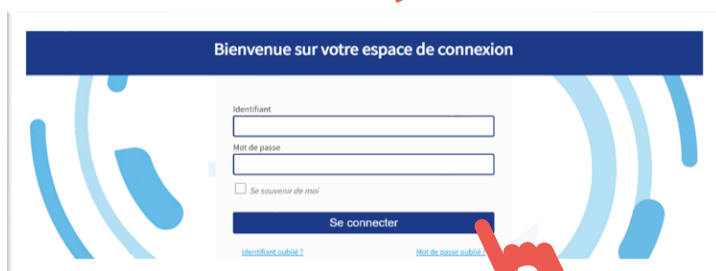 Bienvenue sur votre espace de connexion
Identifiant
Mot de passe
Se souvenir de moi
Se connecter
Identifiant oublié ? Mot de passe oublié ?